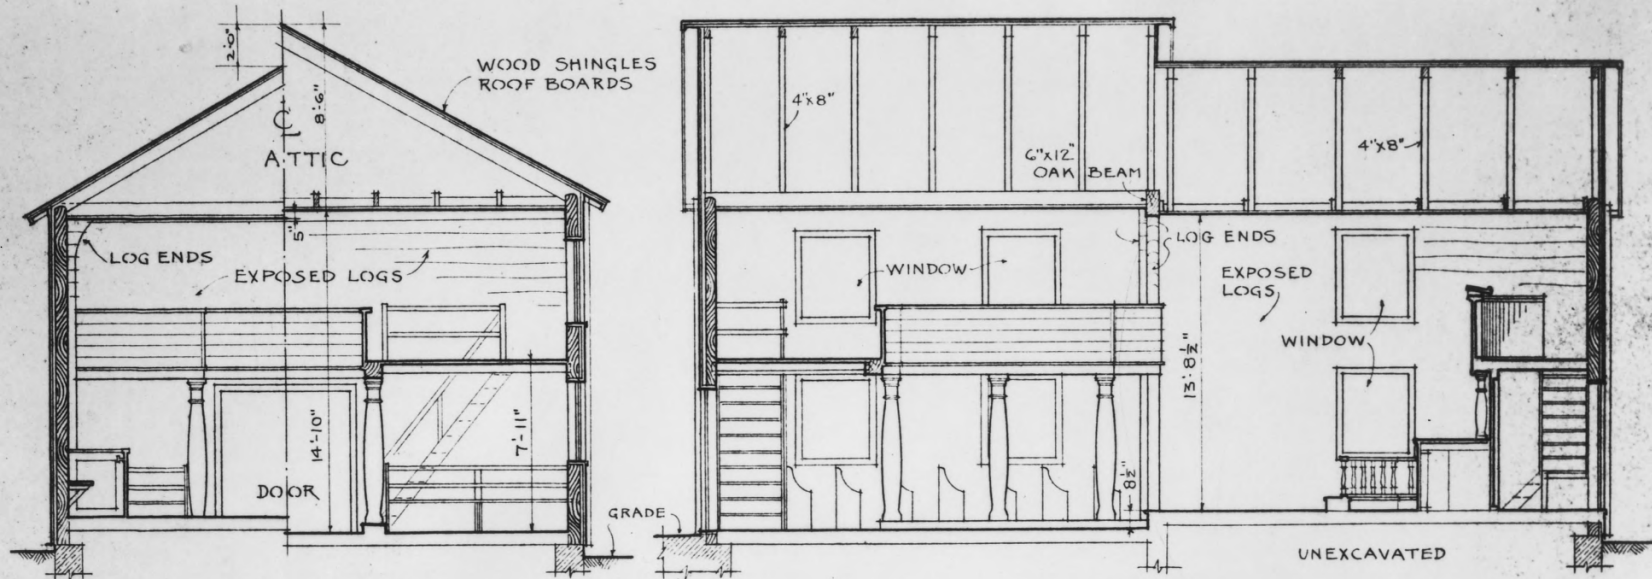 2'-0"
8'-6"
WOOD SHINGLES
ROOF BOARDS
ATTIC
5"
LOG ENDS
EXPOSED LOGS
14'-10"
7'-11"
DOOR
GRADE
4"x8"
6"x12"
OAK BEAM
4"x8"
LOG ENDS
WINDOW
EXPOSED
LOGS
WINDOW
13'-8½"
8½"
UNEXCAVATED